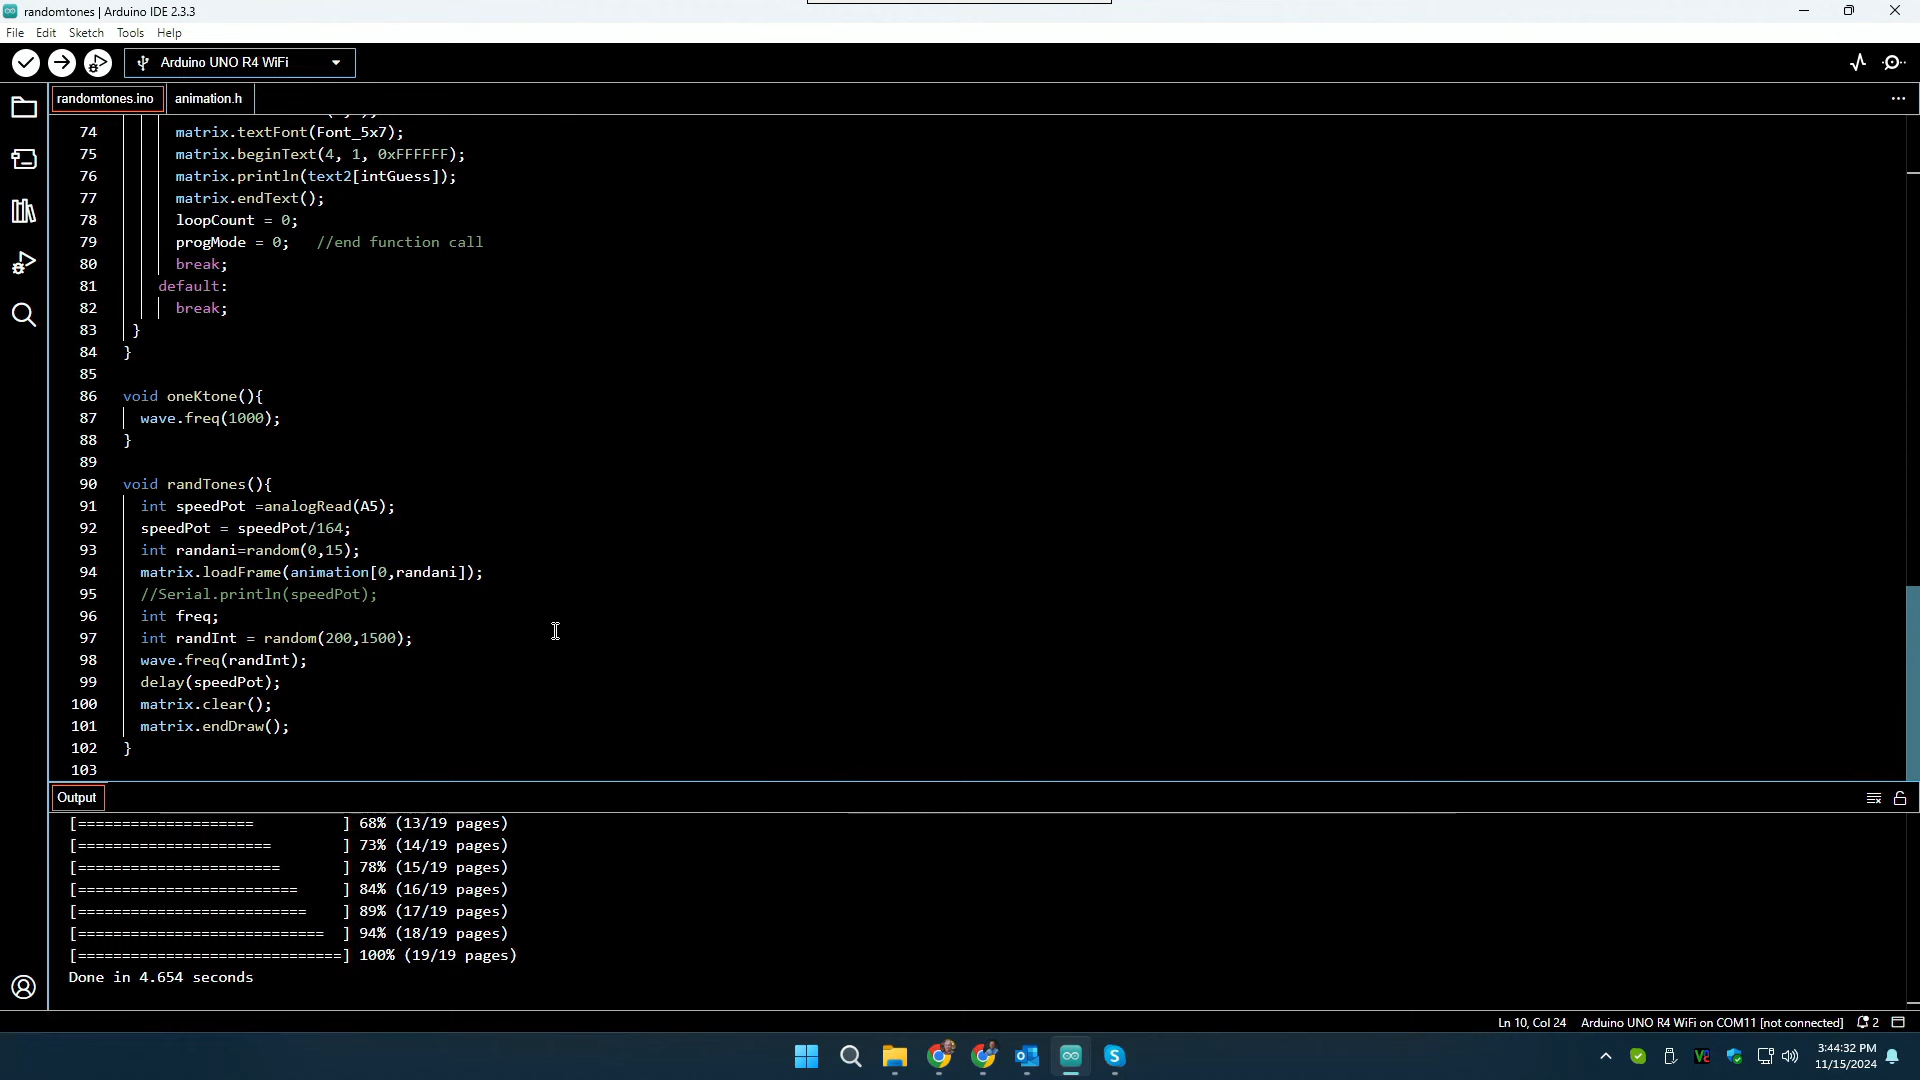 randomtones | Arduino IDE 2.3.3
File Edit Sketch Tools Help
Arduino UNO R4 WiFi
randomtones.ino animation.h
74 matrix.textFont(Font_5x7);
75 matrix.beginText(4, 1, 0xFFFFFF);
76 matrix.println(text2[intGuess]);
77 matrix.endText();
78 loopCount = 0;
79 progMode = 0; //end function call
80 break;
81 default:
82 break;
83 }
84 }
85
86 void oneKtone(){
87 wave.freq(1000);
88 }
89
90 void randTones(){
91 int speedPot =analogRead(A5);
92 speedPot = speedPot/164;
93 int randani=random(0,15);
94 matrix.loadFrame(animation[0,randani]);
95 //Serial.println(speedPot);
96 int freq;
97 int randInt = random(200,1500);
98 wave.freq(randInt);
99 delay(speedPot);
100 matrix.clear();
101 matrix.endDraw();
102 }
103
Output
[==================== ] 68% (13/19 pages)
[====================== ] 73% (14/19 pages)
[======================= ] 78% (15/19 pages)
[========================= ] 84% (16/19 pages)
[========================== ] 89% (17/19 pages)
[============================ ] 94% (18/19 pages)
[==============================] 100% (19/19 pages)
Done in 4.654 seconds
Ln 10, Col 24 Arduino UNO R4 WiFi on COM11 [not connected] 2
3:44:32 PM
11/15/2024